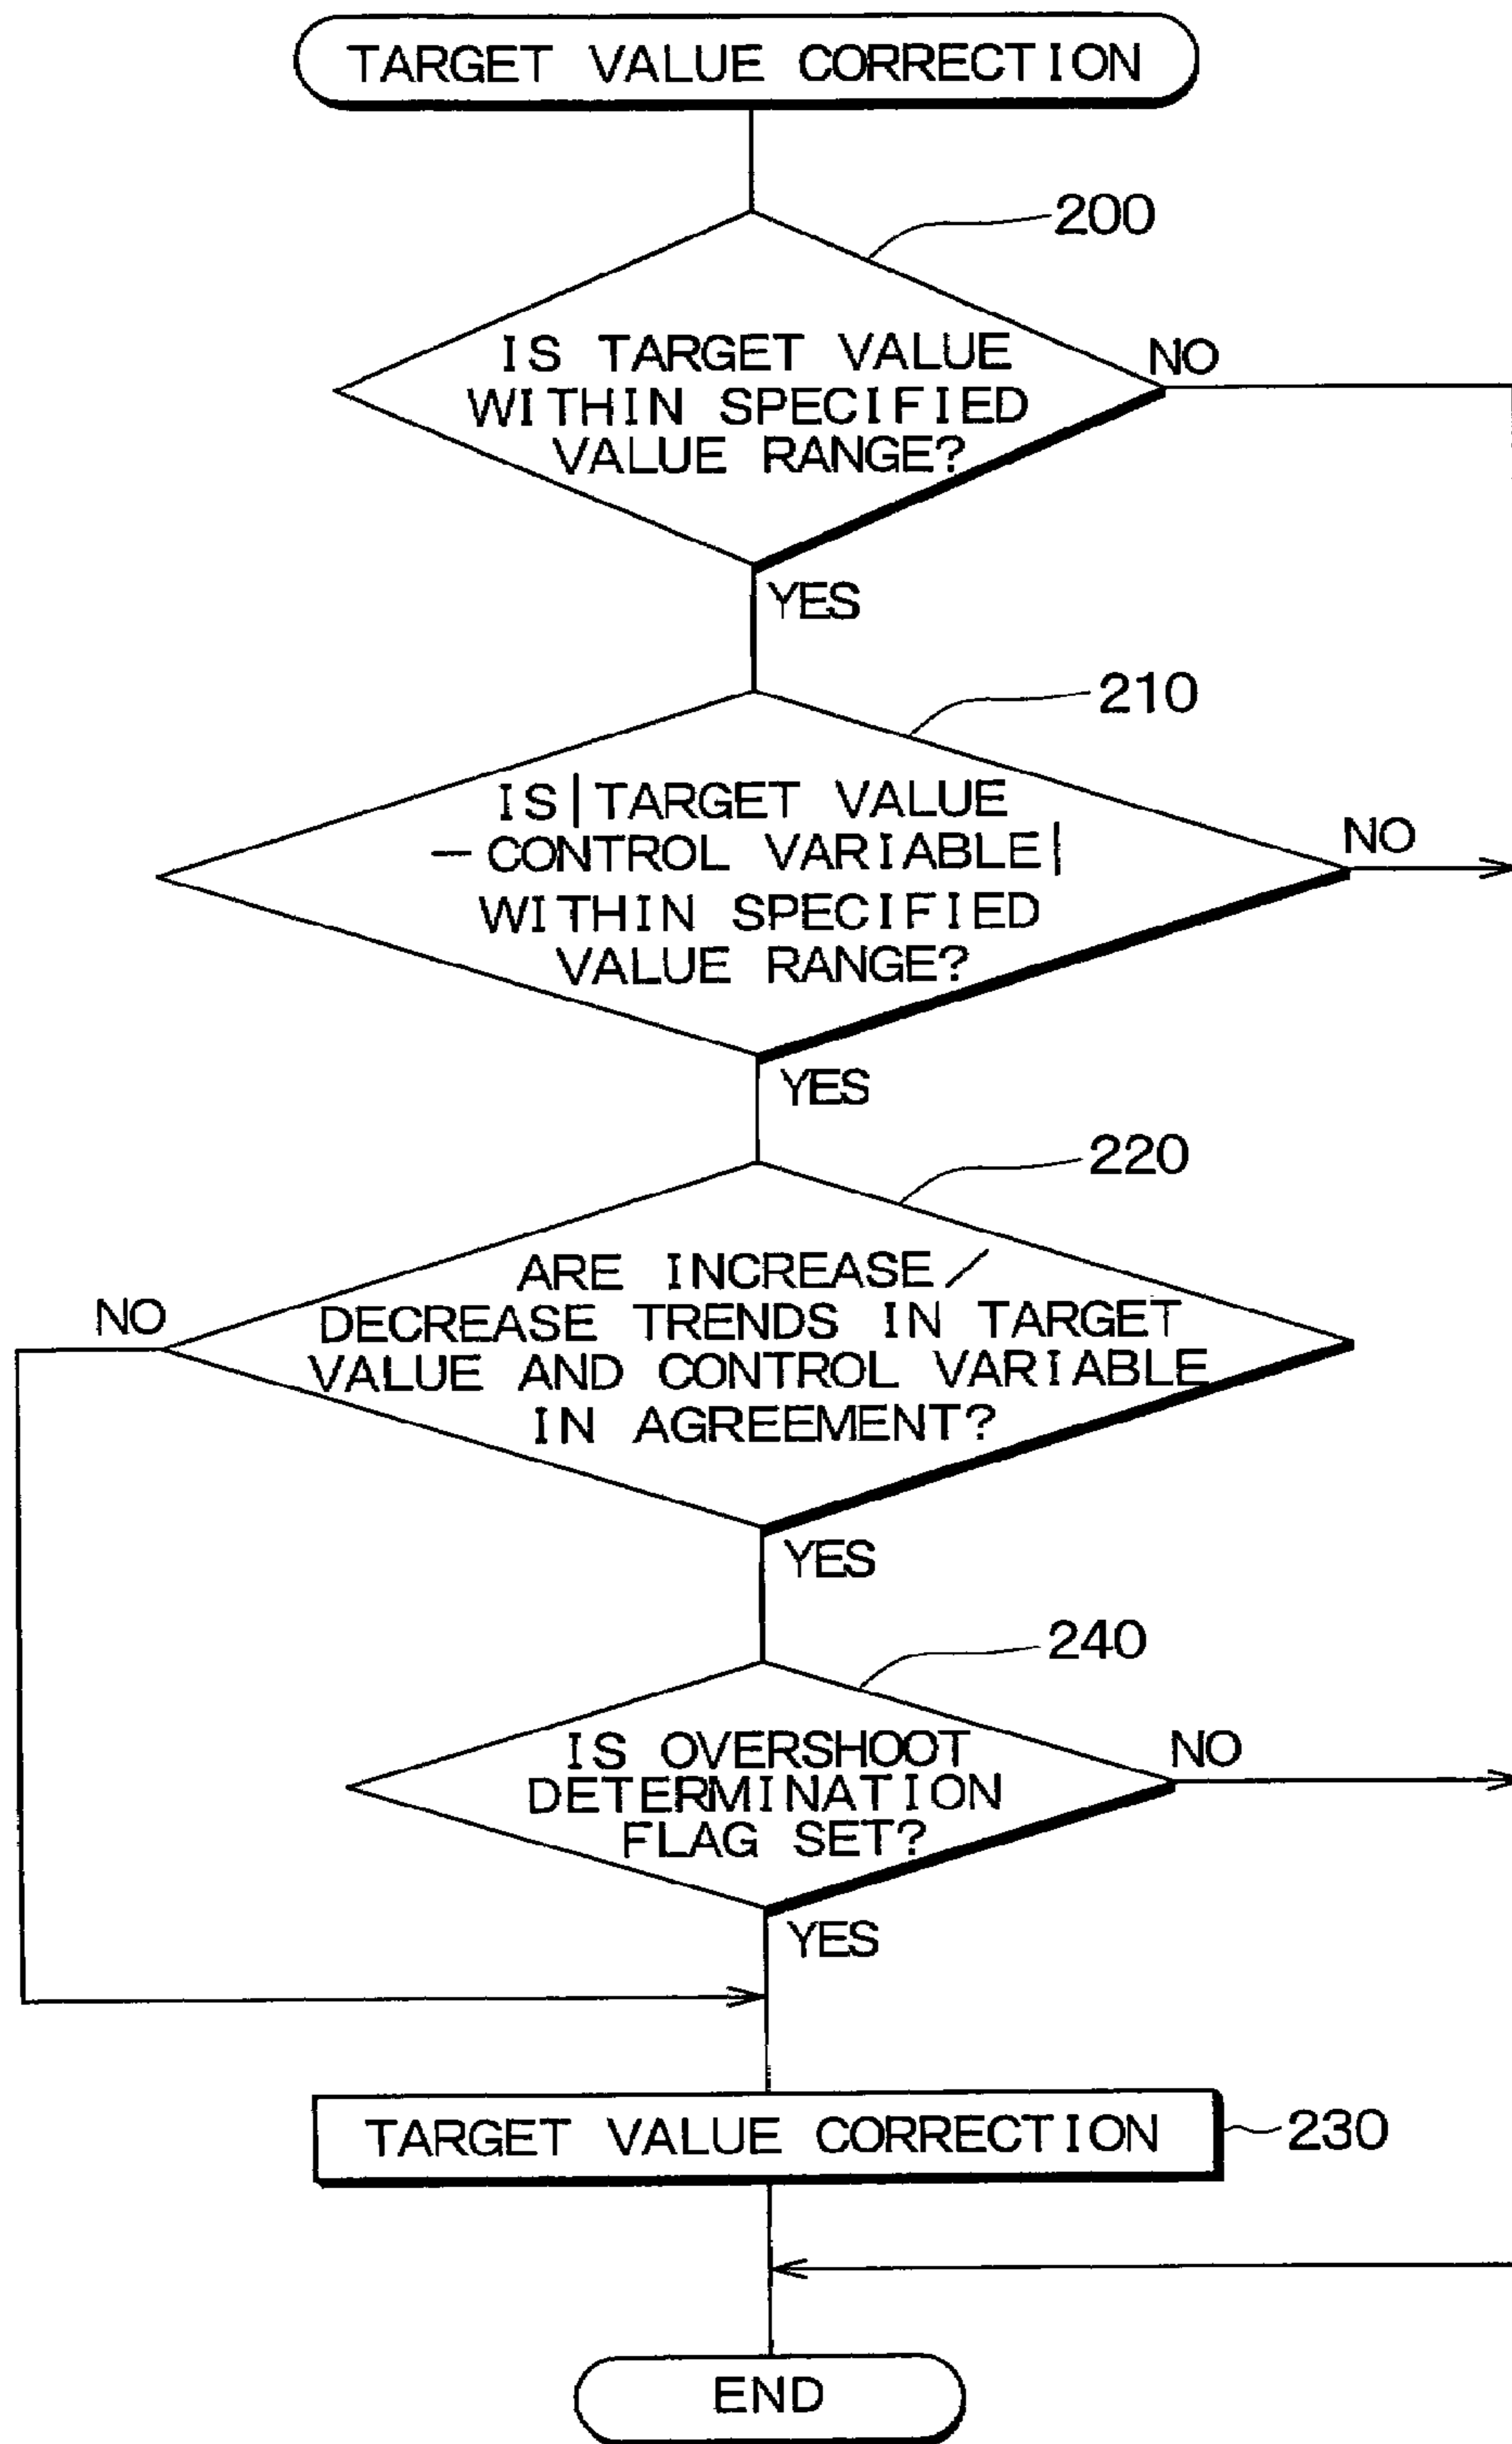 TARGET VALUE CORRECTION
200
IS TARGET VALUE
WITHIN SPECIFIED
VALUE RANGE?
NO
YES
210
IS|TARGET VALUE
-CONTROL VARIABLE|
WITHIN SPECIFIED
VALUE RANGE?
NO
YES
220
ARE INCREASE/
DECREASE TRENDS IN TARGET
VALUE AND CONTROL VARIABLE
IN AGREEMENT?
NO
YES
240
IS OVERSHOOT
DETERMINATION
FLAG SET?
NO
YES
TARGET VALUE CORRECTION
230
END